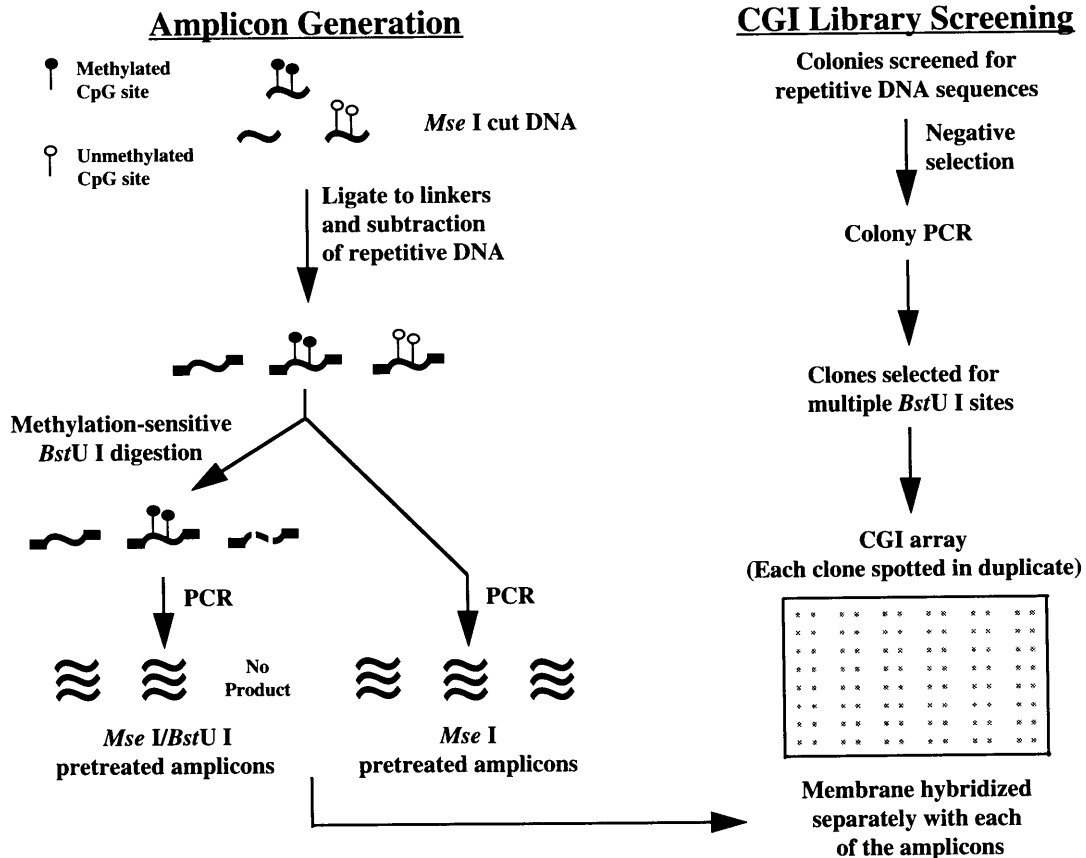 Amplicon Generation
Methylated
CpG site
Unmethylated
CpG site
Mse I cut DNA
Ligate to linkers
and subtraction
of repetitive DNA
Methylation-sensitive
BstU I digestion
PCR
PCR
No
Product
Mse I/BstU I
pretreated amplicons
Mse I
pretreated amplicons
CGI Library Screening
Colonies screened for
repetitive DNA sequences
Negative
selection
Colony PCR
Clones selected for
multiple BstU I sites
CGI array
(Each clone spotted in duplicate)
Membrane hybridized
separately with each
of the amplicons